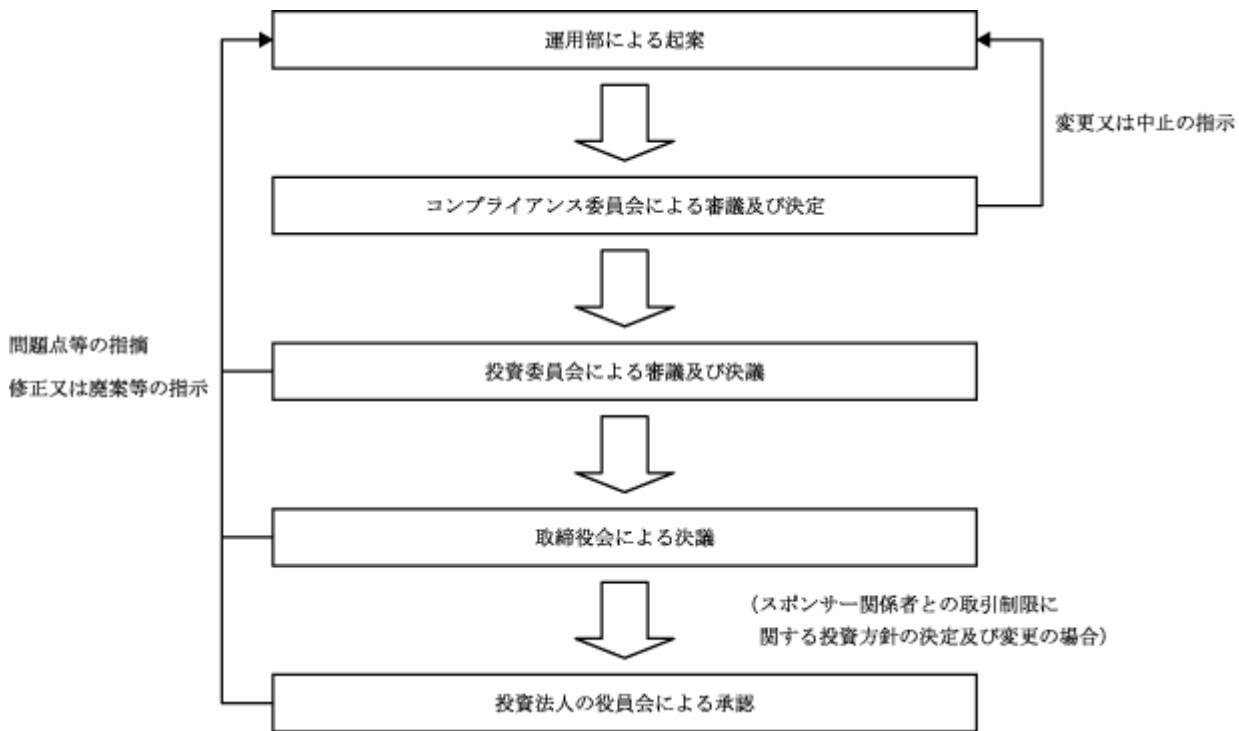 運用部による起案
変更又は中止の指示
コンプライアンス委員会による審議及び決定
問題点等の指摘
修正又は廃案等の指示
投資委員会による審議及び決議
取締役会による決議
（スポンサー関係者との取引制限に
関する投資方針の決定及び変更の場合）
投資法人の役員会による承認